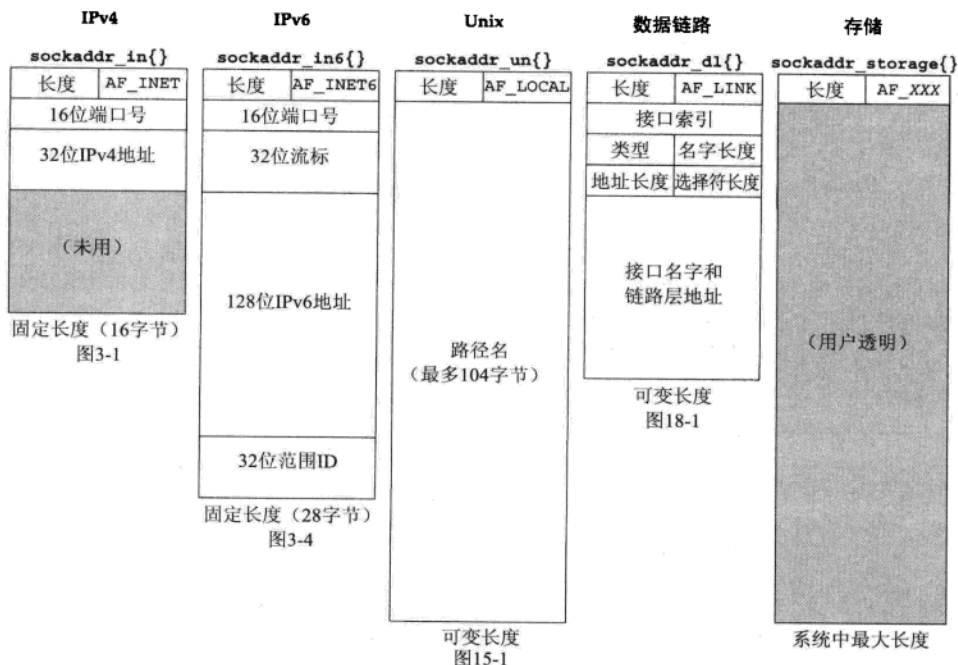 IPv4
sockaddr_in{}
长度 AF_INET
16位端口号
32位IPv4地址
（未用）
固定长度（16字节）
图3-1
IPv6
sockaddr_in6{}
长度 AF_INET6
16位端口号
32位流标
128位IPv6地址
32位范围ID
固定长度（28字节）
图3-4
Unix
sockaddr_un{}
长度 AF_LOCAL
路径名
（最多104字节）
可变长度
图15-1
数据链路
sockaddr_dl{}
长度 AF_LINK
接口索引
类型 名字长度
地址长度 选择符长度
接口名字和
链路层地址
可变长度
图18-1
存储
sockaddr_storage{}
长度 AF_XXX
（用户透明）
系统中最大长度